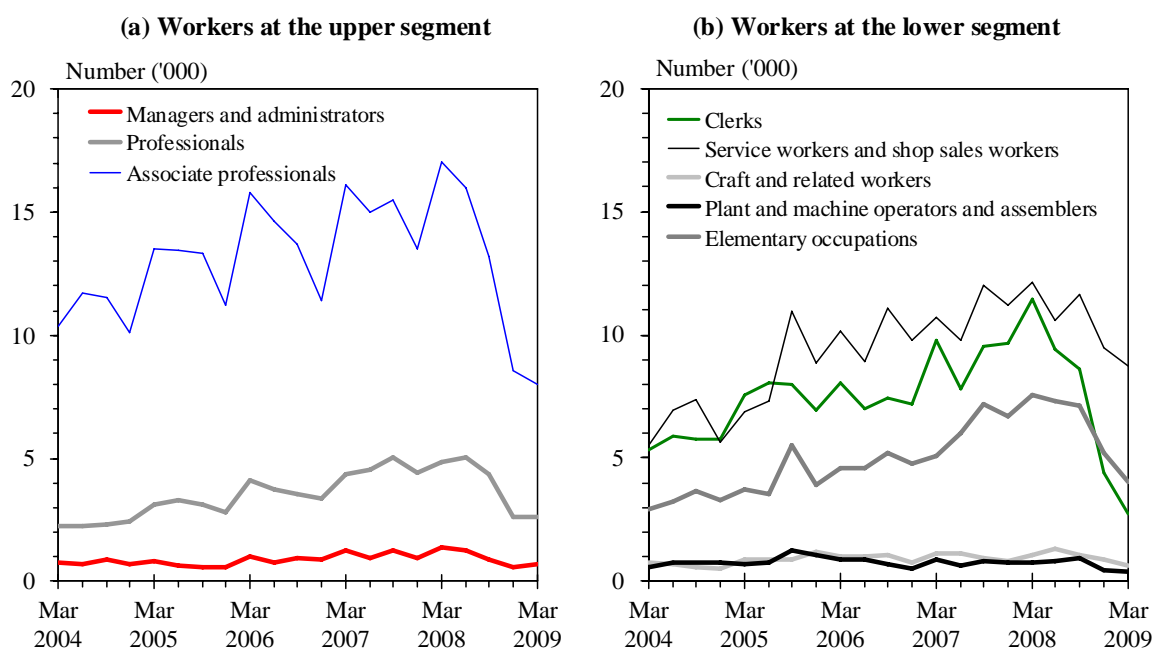 (a) Workers at the upper segment
Number ('000)
20
15
10
5
0
Managers and administrators
Professionals
Associate professionals
Mar
2004
Mar
2005
Mar
2006
Mar
2007
Mar
2008
Mar
2009
(b) Workers at the lower segment
Number ('000)
20
15
10
5
0
Clerks
Service workers and shop sales workers
Craft and related workers
Plant and machine operators and assemblers
Elementary occupations
Mar
2004
Mar
2005
Mar
2006
Mar
2007
Mar
2008
Mar
2009